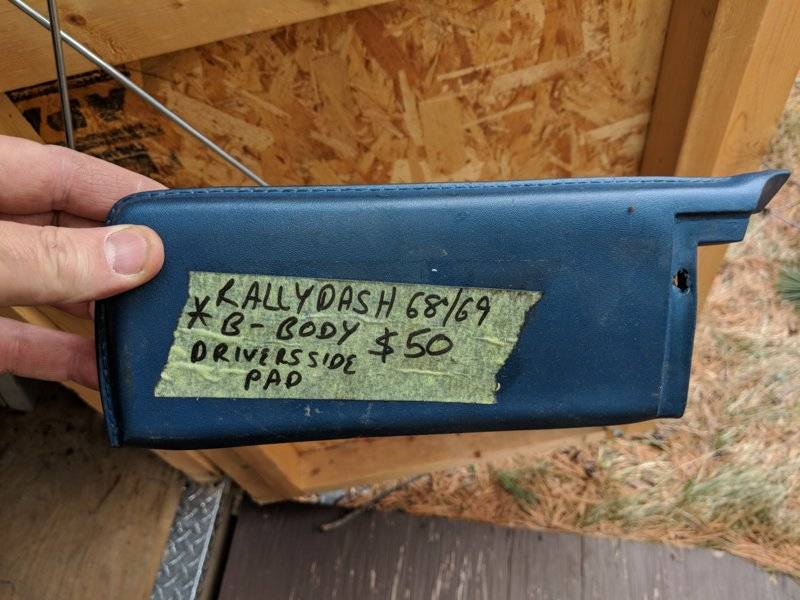 RALLYDASH 68/69
* B-BODY $50
DRIVERSSIDE
PAD